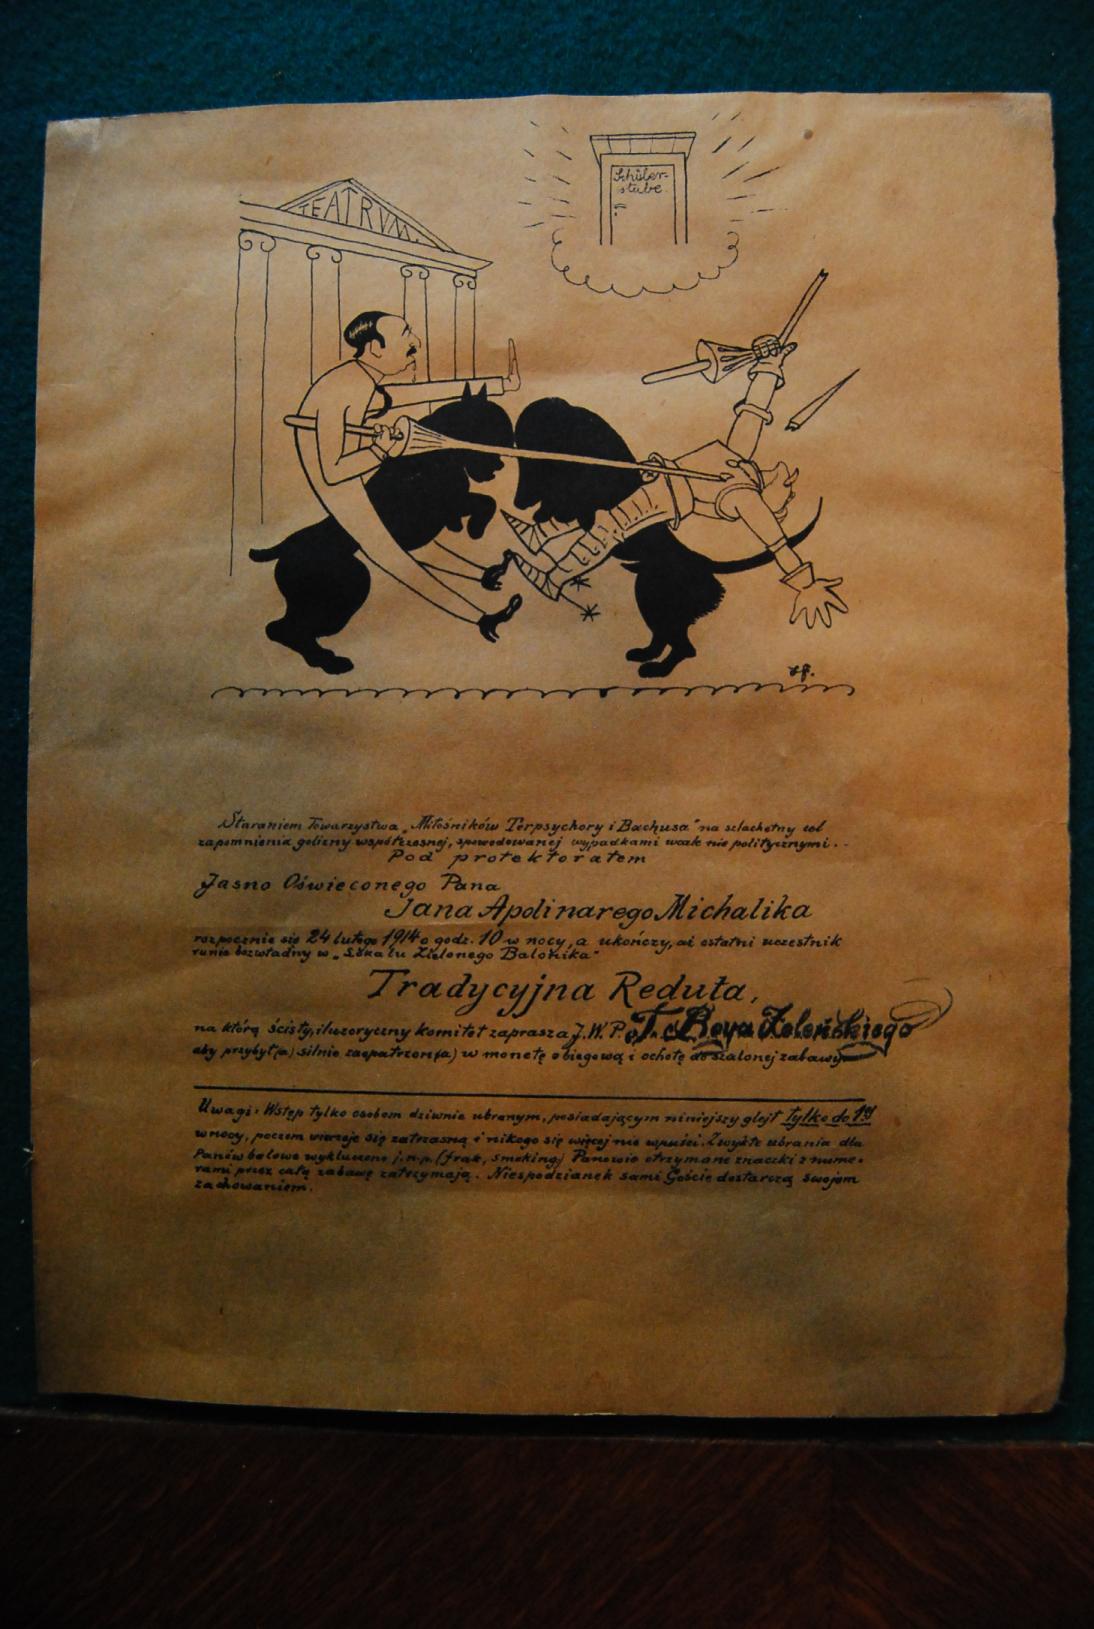 Schüler-
stube
TEATRVM.
Staraniem Towarzystwa „Miłośników Terpsychory i Bachusa" na szlachetny cel
zapomnienia golizny współczesnej, spowodowanej wypadkami wcale nie politycznymi...
Pod protektoratem
Jasno Oświeconego Pana
Jana Apolinarego Michalika
rozpocznie się 24 lutego 1914 o godz. 10 w nocy, a ukończy, aż ostatni uczestnik
runie bezwładny w „Lokalu Zielonego Balonika"
Tradycyjna Reduta,
na którą ścisły, iluzoryczny komitet zaprasza J.W.P. T. Boya Żeleńskiego
aby przybył(a) silnie zaopatrzon(a) w monetę obiegową i ochotę do szalonej zabawy
Uwagi: Wstęp tylko osobom dziwnie ubranym, posiadającym niniejszy glejt tylko do 1ej
w nocy, poczem wierzeje się zatrzasną i nikogo się więcej nie wpuści. Zwykłe ubrania dla
Panów balowe wykluczone j.n.p. (frak, smoking) Panowie otrzymane znaczki z nume-
rami przez całą zabawę zatrzymają. Niespodzianek sami Goście dostarczą swojem
zachowaniem.